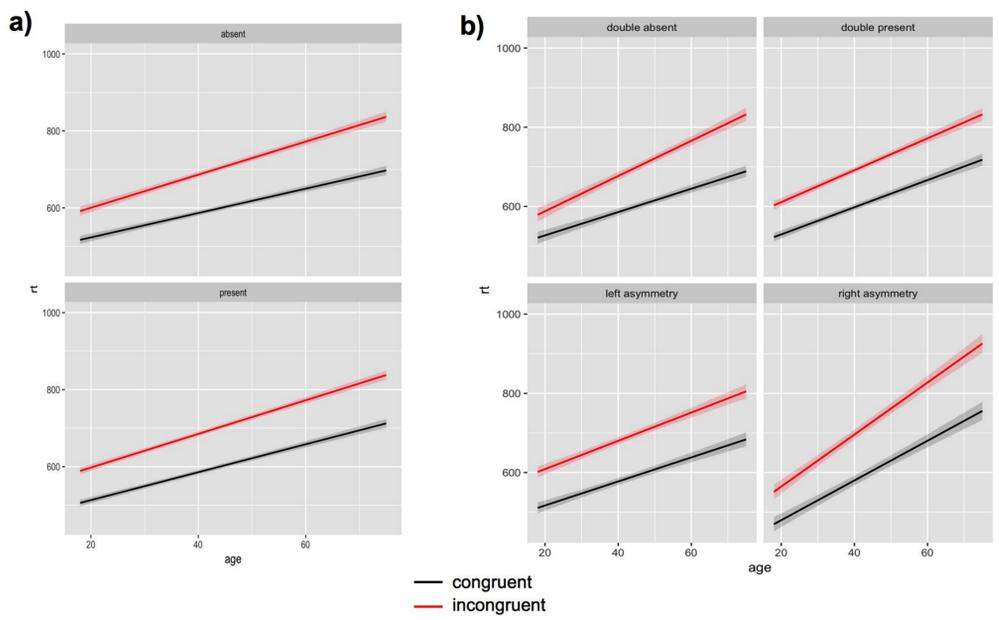 a)
absent
1000
800
600
rt
present
1000
800
600
20 40 60
age
b)
double absent double present
1000
800
600
rt
left asymmetry right asymmetry
1000
800
600
20 40 60 20 40 60
age
congruent
incongruent